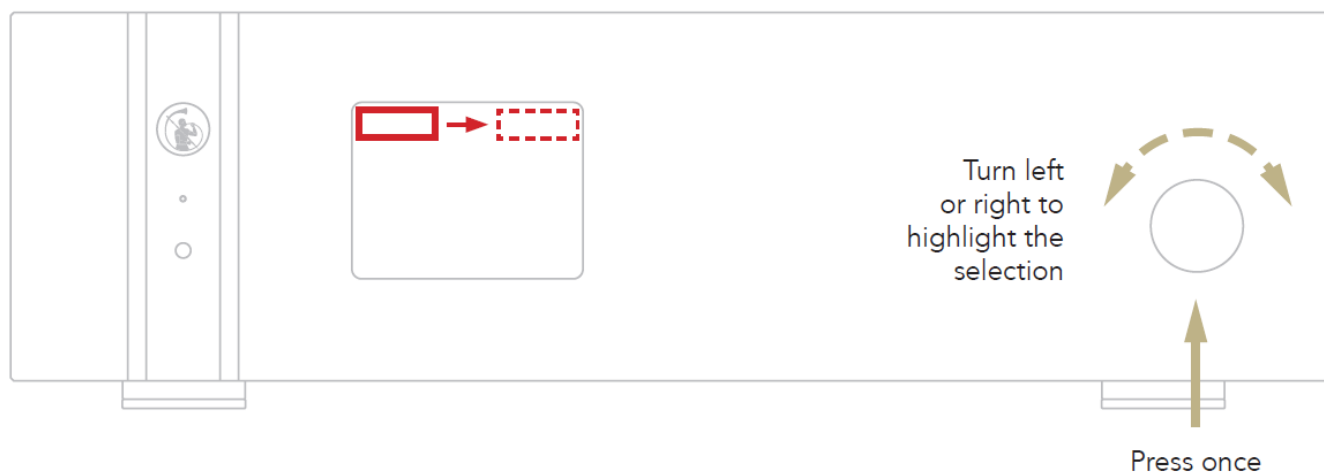 Turn left
or right to
highlight the
selection
Press once